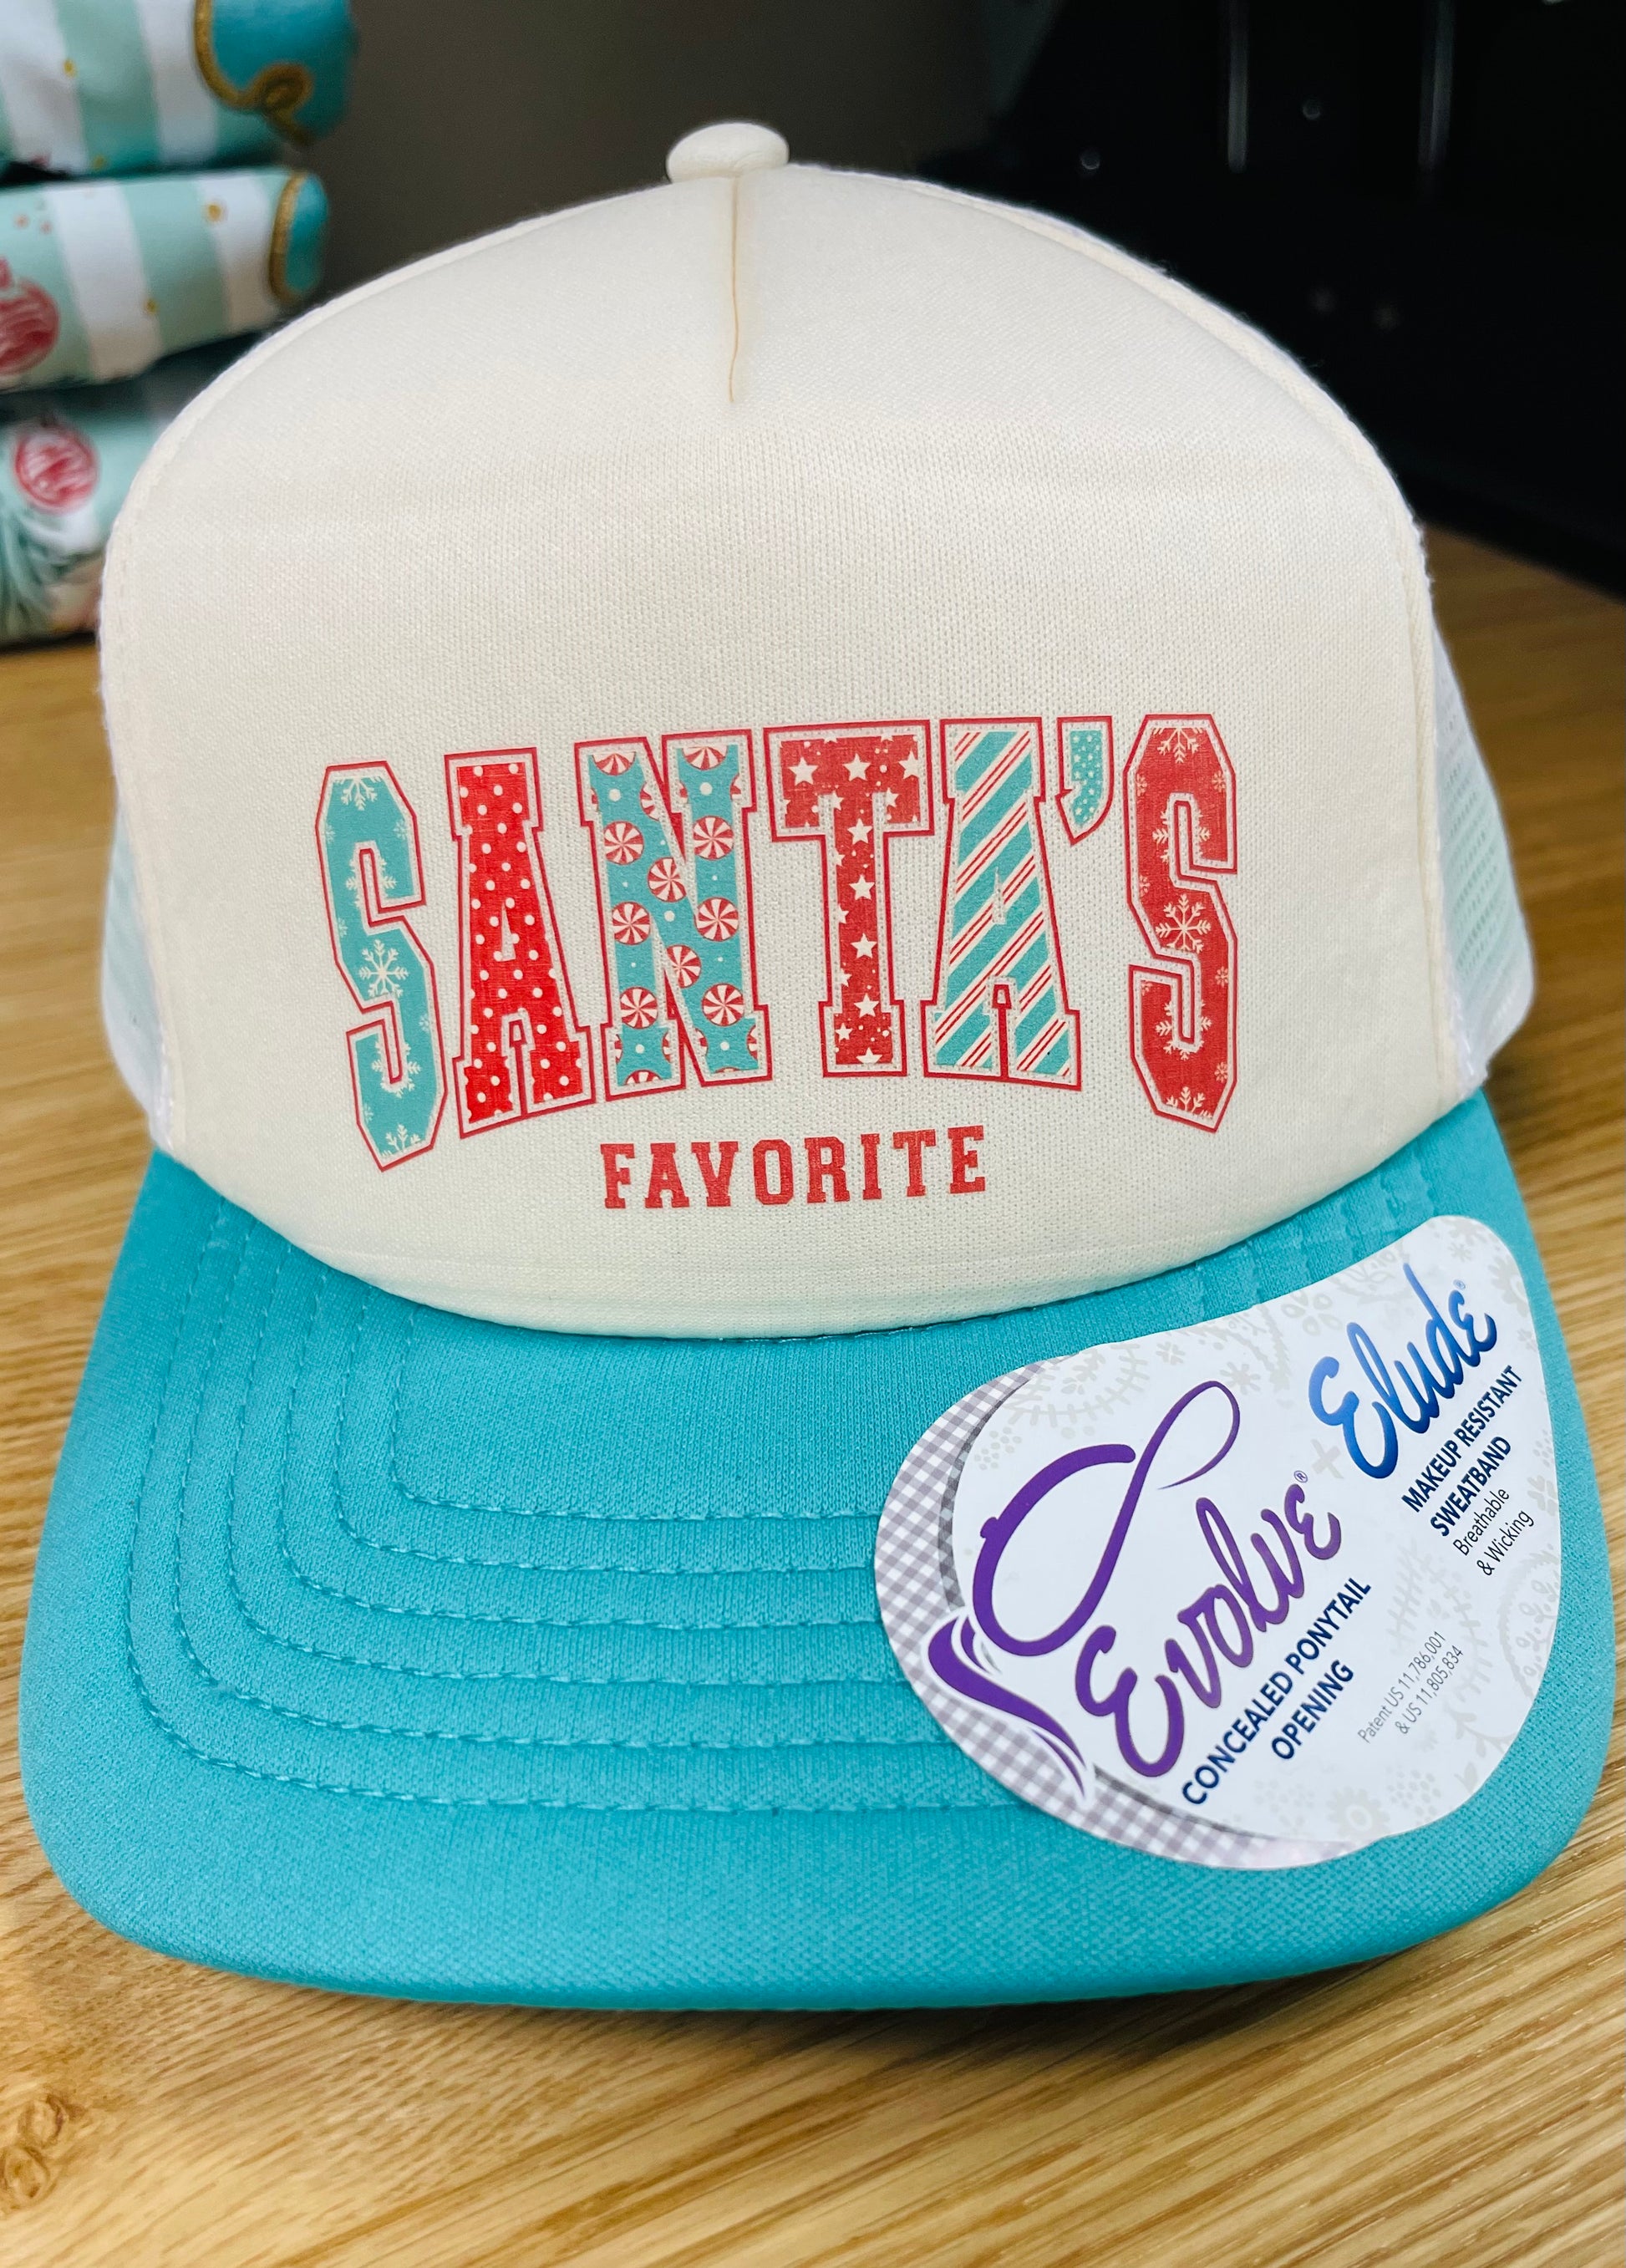 SANTA'S
FAVORITE
Elude®
MAKEUP RESISTANT
SWEATBAND
Breathable
& Wicking
Evolve®
CONCEALED PONYTAIL
OPENING
Patent US 11,786,001
& US 11,805,834